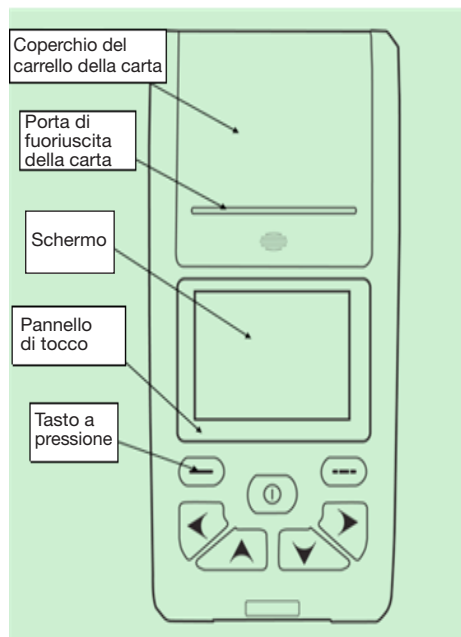 Coperchio del
carrello della carta
Porta di
fuoriuscita
della carta
Schermo
Pannello
di tocco
Tasto a
pressione